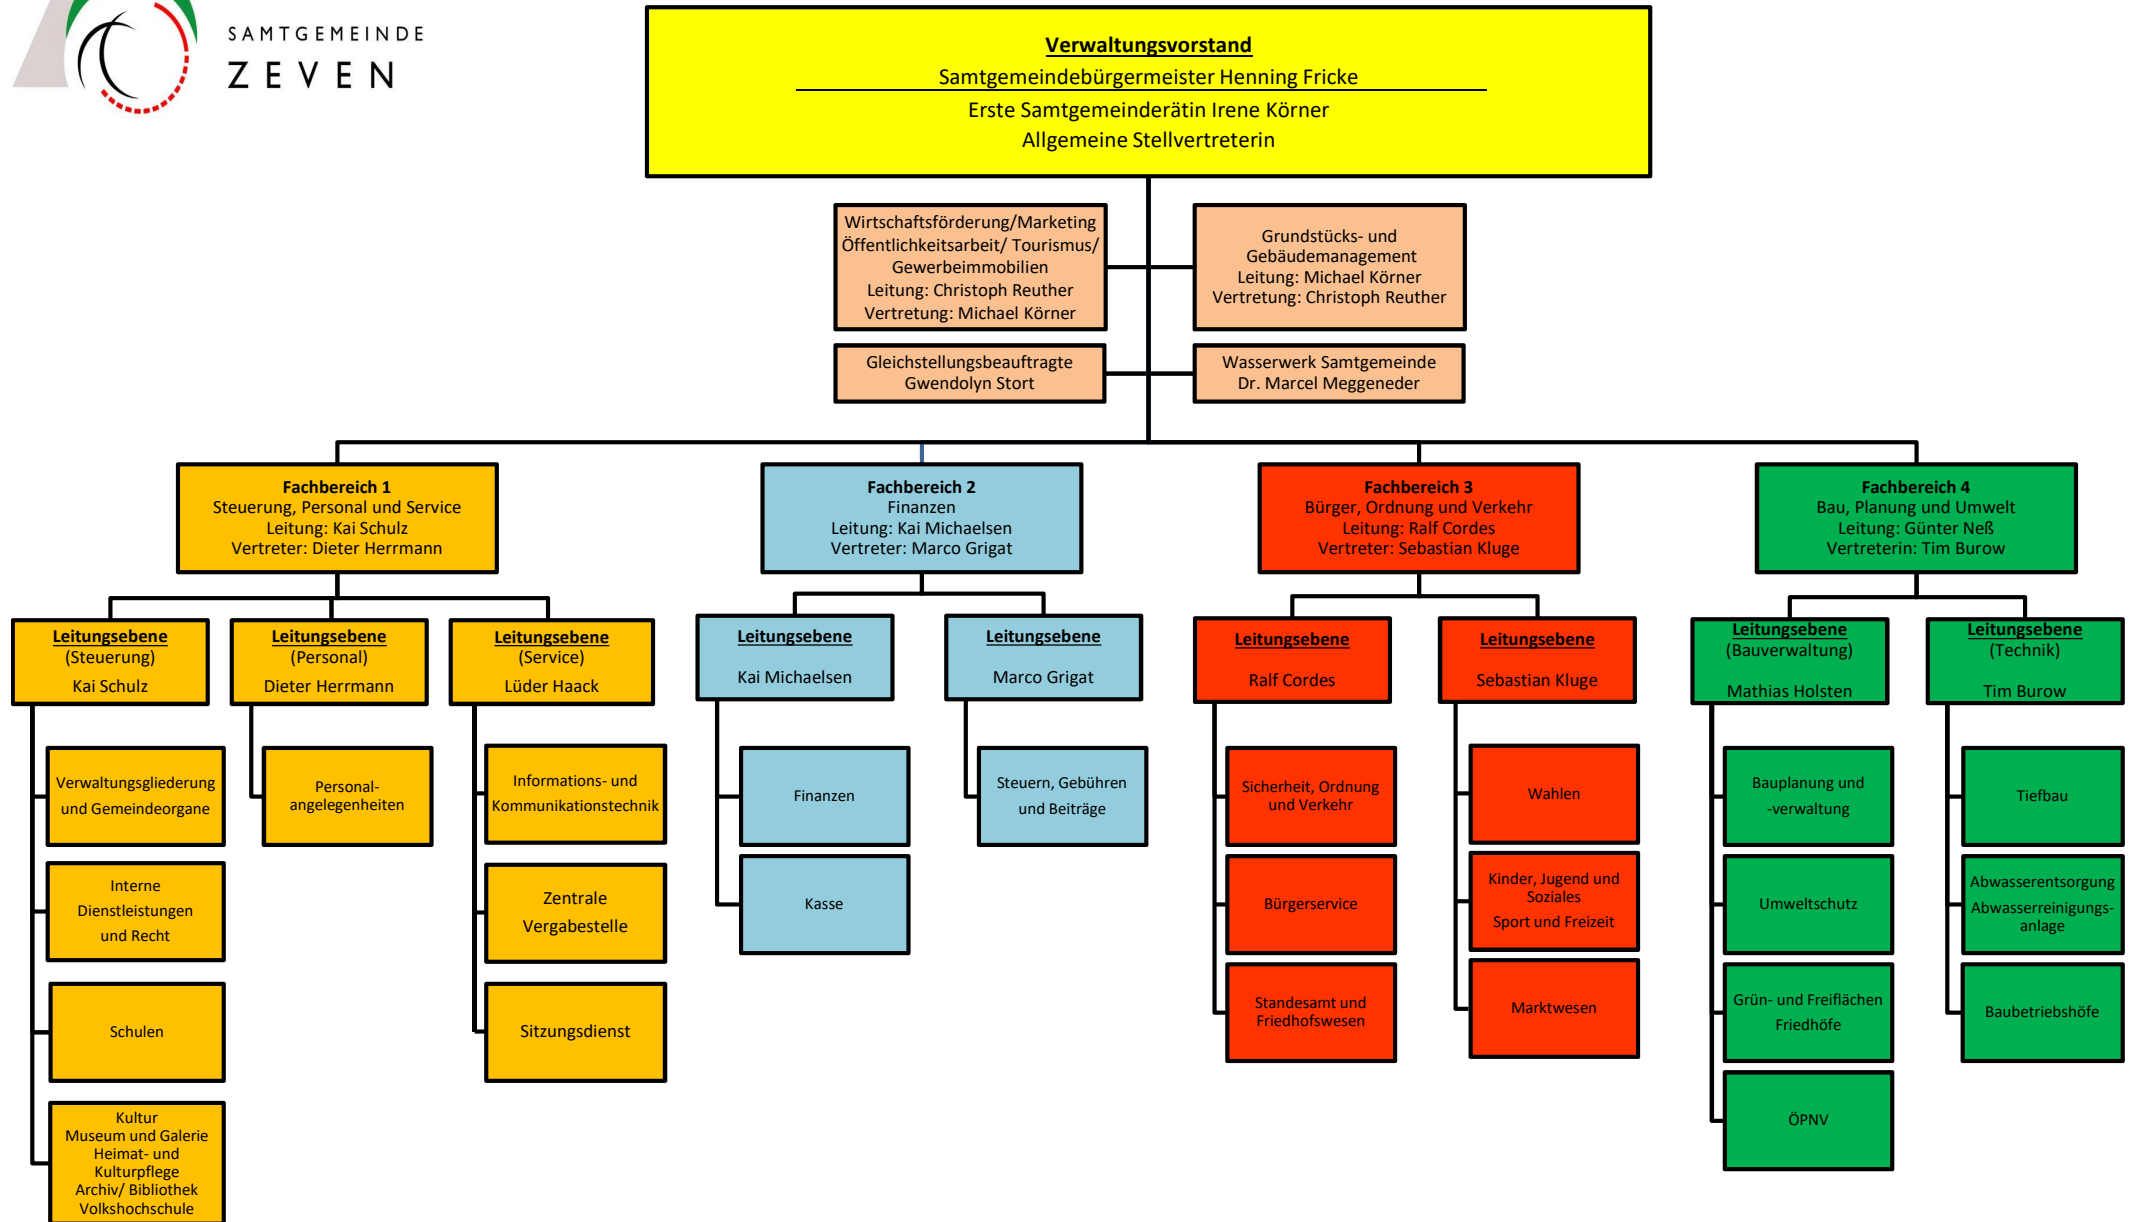 SAMTGEMEINDE
ZEVEN
Verwaltungsvorstand
Samtgemeindebürgermeister Henning Fricke
Erste Samtgemeinderätin Irene Körner
Allgemeine Stellvertreterin
Wirtschaftsförderung/Marketing
Öffentlichkeitsarbeit/ Tourismus/
Gewerbeimmobilien
Leitung: Christoph Reuther
Vertretung: Michael Körner
Grundstücks- und
Gebäudemanagement
Leitung: Michael Körner
Vertretung: Christoph Reuther
Gleichstellungsbeauftragte
Gwendolyn Stort
Wasserwerk Samtgemeinde
Dr. Marcel Meggeneder
Fachbereich 1
Steuerung, Personal und Service
Leitung: Kai Schulz
Vertreter: Dieter Herrmann
Fachbereich 2
Finanzen
Leitung: Kai Michaelsen
Vertreter: Marco Grigat
Fachbereich 3
Bürger, Ordnung und Verkehr
Leitung: Ralf Cordes
Vertreter: Sebastian Kluge
Fachbereich 4
Bau, Planung und Umwelt
Leitung: Günter Neß
Vertreterin: Tim Burow
Leitungsebene
(Steuerung)
Kai Schulz
Leitungsebene
(Personal)
Dieter Herrmann
Leitungsebene
(Service)
Lüder Haack
Leitungsebene
Kai Michaelsen
Leitungsebene
Marco Grigat
Leitungsebene
Ralf Cordes
Leitungsebene
Sebastian Kluge
Leitungsebene
(Bauverwaltung)
Mathias Holsten
Leitungsebene
(Technik)
Tim Burow
Verwaltungsgliederung
und Gemeindeorgane
Interne
Dienstleistungen
und Recht
Schulen
Kultur
Museum und Galerie
Heimat- und
Kulturpflege
Archiv/ Bibliothek
Volkshochschule
Personal-
angelegenheiten
Informations- und
Kommunikationstechnik
Zentrale
Vergabestelle
Sitzungsdienst
Finanzen
Kasse
Steuern, Gebühren
und Beiträge
Sicherheit, Ordnung
und Verkehr
Bürgerservice
Standesamt und
Friedhofswesen
Wahlen
Kinder, Jugend und
Soziales
Sport und Freizeit
Marktwesen
Bauplanung und
-verwaltung
Umweltschutz
Grün- und Freiflächen
Friedhöfe
ÖPNV
Tiefbau
Abwasserentsorgung
Abwasserreinigungs-
anlage
Baubetriebshöfe